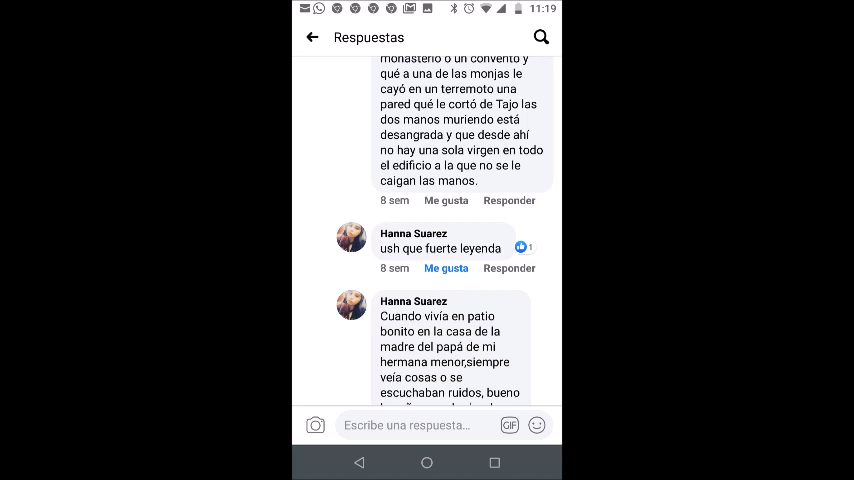 11:19
Respuestas
monasterio o un convento y
qué a una de las monjas le
cayó en un terremoto una
pared qué le cortó de Tajo las
dos manos muriendo está
desangrada y que desde ahí
no hay una sola virgen en todo
el edificio a la que no se le
caigan las manos.
8 sem Me gusta Responder
Hanna Suarez
ush que fuerte leyenda
1
8 sem Me gusta Responder
Hanna Suarez
Cuando vivía en patio
bonito en la casa de la
madre del papá de mi
hermana menor,siempre
veía cosas o se
escuchaban ruidos, bueno
Escribe una respuesta... GIF